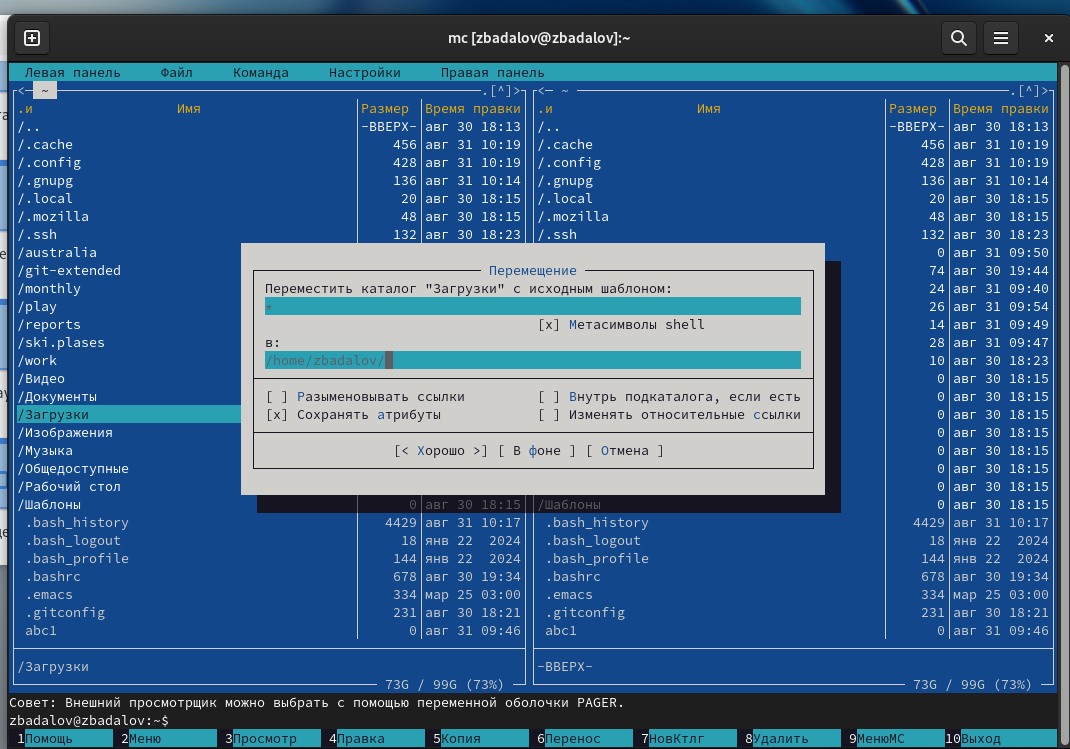 mc [zbadalov@zbadalov]:~
Левая панель Файл Команда Настройки Правая панель
<─ ~ .[^]> <─ ~ .[^]>
.и Имя Размер Время правки .и Имя Размер Время правки
/.. -ВВЕРХ- авг 30 18:13 /.. -ВВЕРХ- авг 30 18:13
/.cache 456 авг 31 10:19 /.cache 456 авг 31 10:19
/.config 428 авг 31 10:19 /.config 428 авг 31 10:19
/.gnupg 136 авг 31 10:14 /.gnupg 136 авг 31 10:14
/.local 20 авг 30 18:15 /.local 20 авг 30 18:15
/.mozilla 48 авг 30 18:15 /.mozilla 48 авг 30 18:15
/.ssh 132 авг 30 18:23 /.ssh 132 авг 30 18:23
/australia 0 авг 31 09:50
/git-extended 74 авг 30 19:44
/monthly 24 авг 31 09:40
/play 26 авг 31 09:54
/reports 14 авг 31 09:49
/ski.plases 28 авг 31 09:47
/work 10 авг 30 18:23
/Видео 0 авг 30 18:15
/Документы 0 авг 30 18:15
/Загрузки 0 авг 30 18:15
/Изображения 0 авг 30 18:15
/Музыка 0 авг 30 18:15
/Общедоступные 0 авг 30 18:15
/Рабочий стол 0 авг 30 18:15
Перемещение
Переместить каталог "Загрузки" с исходным шаблоном:
*
[x] Метасимволы shell
в:
/home/zbadalov/
[ ] Разыменовывать ссылки [ ] Внутрь подкаталога, если есть
[x] Сохранять атрибуты [ ] Изменять относительные ссылки
[< Хорошо >] [ В фоне ] [ Отмена ]
/Шаблоны 0 авг 30 18:15 /Шаблоны 0 авг 30 18:15
.bash_history 4429 авг 31 10:17 .bash_history 4429 авг 31 10:17
.bash_logout 18 янв 22 2024 .bash_logout 18 янв 22 2024
.bash_profile 144 янв 22 2024 .bash_profile 144 янв 22 2024
.bashrc 678 авг 30 19:34 .bashrc 678 авг 30 19:34
.emacs 334 мар 25 03:00 .emacs 334 мар 25 03:00
.gitconfig 231 авг 30 18:21 .gitconfig 231 авг 30 18:21
abc1 0 авг 31 09:46 abc1 0 авг 31 09:46
/Загрузки -ВВЕРХ-
73G / 99G (73%) 73G / 99G (73%)
Совет: Внешний просмотрщик можно выбрать с помощью переменной оболочки PAGER.
zbadalov@zbadalov:~$
1Помощь 2Меню 3Просмотр 4Правка 5Копия 6Перенос 7НовКтлг 8Удалить 9МенюМС 10Выход